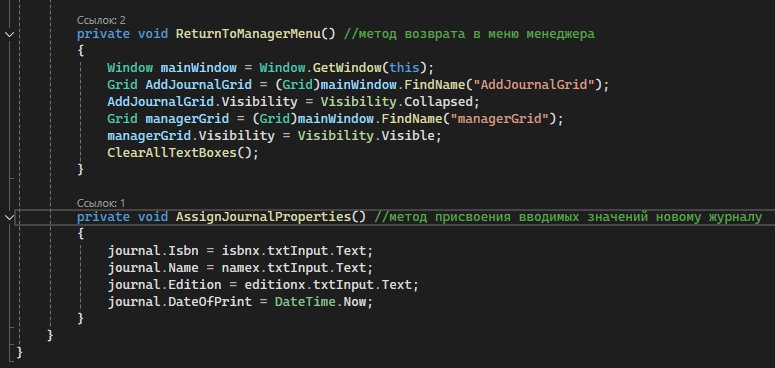 Ссылок: 2
private void ReturnToManagerMenu() //метод возврата в меню менеджера
{
Window mainWindow = Window.GetWindow(this);
Grid AddJournalGrid = (Grid)mainWindow.FindName("AddJournalGrid");
AddJournalGrid.Visibility = Visibility.Collapsed;
Grid managerGrid = (Grid)mainWindow.FindName("managerGrid");
managerGrid.Visibility = Visibility.Visible;
ClearAllTextBoxes();
}
Ссылок: 1
private void AssignJournalProperties() //метод присвоения вводимых значений новому журналу
{
journal.Isbn = isbnx.txtInput.Text;
journal.Name = namex.txtInput.Text;
journal.Edition = editionx.txtInput.Text;
journal.DateOfPrint = DateTime.Now;
}
}
}